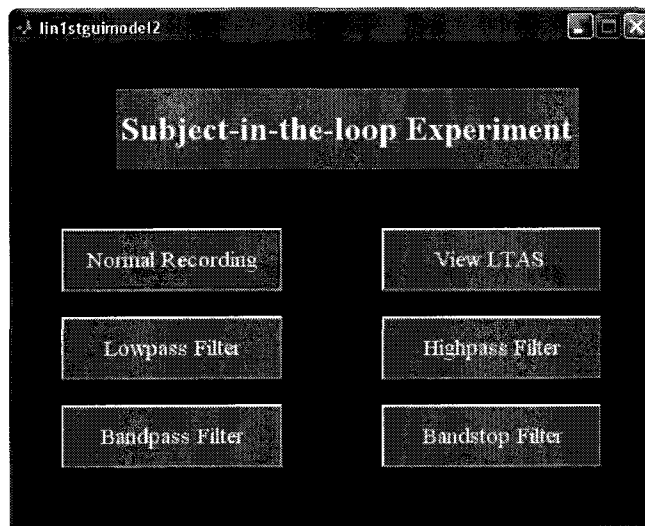 lin1stguimodel2
Subject-in-the-loop Experiment
Normal Recording
View LTAS
Lowpass Filter
Highpass Filter
Bandpass Filter
Bandstop Filter